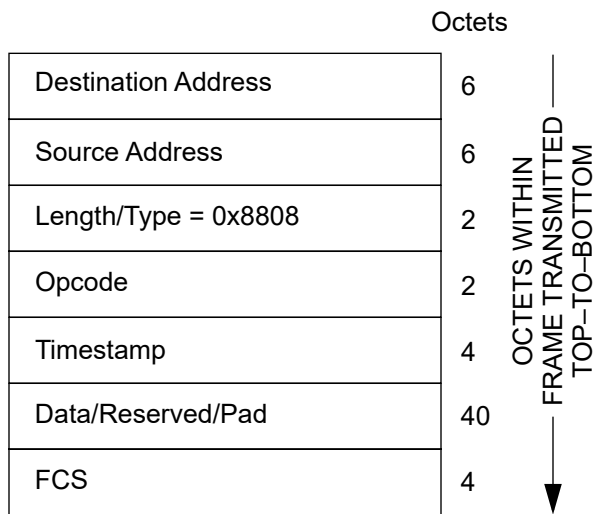 Octets
Destination Address 6
Source Address 6
Length/Type = 0x8808 2
Opcode 2
Timestamp 4
Data/Reserved/Pad 40
FCS 4
OCTETS WITHIN
FRAME TRANSMITTED
TOP–TO–BOTTOM